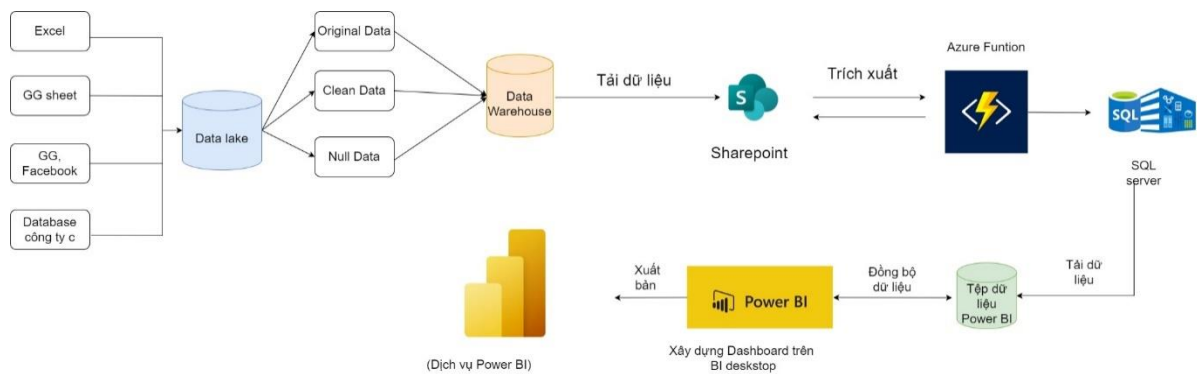 Excel
GG sheet
GG,
Facebook
Database
công ty c
Data lake
Original Data
Clean Data
Null Data
Data
Warehouse
Tải dữ liệu
S
Sharepoint
Trích xuất
Azure Funtion
SQL
SQL
server
Tải dữ
liệu
Tệp dữ
liệu
Power BI
Đồng bộ
dữ liệu
Power BI
Xây dựng Dashboard trên
BI deskstop
Xuất
bản
(Dịch vụ Power BI)